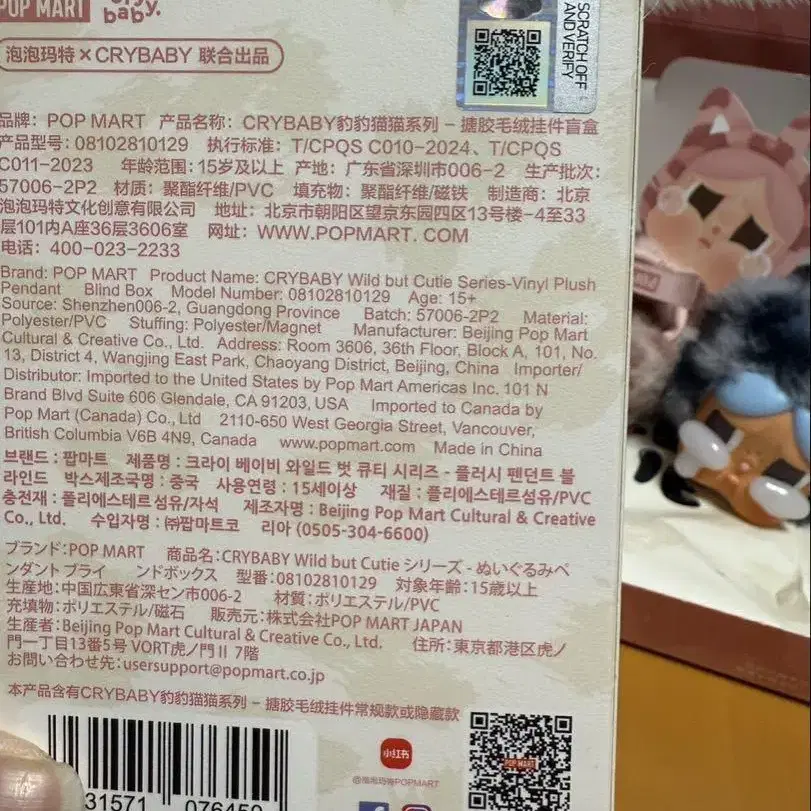 POP MART
cry baby.
SCRATCH OFF
AND VERIFY
泡泡玛特×CRYBABY 联合出品
品牌：POP MART 产品名称：CRYBABY豹豹猫猫系列 – 搪胶毛绒挂件盲盒
产品型号：08102810129 执行标准：T/CPQS C010-2024、T/CPQS
C011-2023 年龄范围：15岁及以上 产地：广东省深圳市006-2 生产批次：
57006-2P2 材质：聚酯纤维/PVC 填充物：聚酯纤维/磁铁 制造商：北京
泡泡玛特文化创意有限公司 地址：北京市朝阳区望京东园四区13号楼-4至33
层101内A座36层3606室 网址：WWW.POPMART. COM
电话：400-023-2233
Brand: POP MART Product Name: CRYBABY Wild but Cutie Series-Vinyl Plush
Pendant Blind Box Model Number: 08102810129 Age: 15+
Source: Shenzhen006-2, Guangdong Province Batch: 57006-2P2 Material:
Polyester/PVC Stuffing: Polyester/Magnet Manufacturer: Beijing Pop Mart
Cultural & Creative Co., Ltd. Address: Room 3606, 36th Floor, Block A, 101, No.
13, District 4, Wangjing East Park, Chaoyang District, Beijing, China Importer/
Distributor: Imported to the United States by Pop Mart Americas Inc. 101 N
Brand Blvd Suite 606 Glendale, CA 91203, USA Imported to Canada by
Pop Mart (Canada) Co., Ltd 2110-650 West Georgia Street, Vancouver,
British Columbia V6B 4N9, Canada www.popmart.com Made in China
브랜드 : 팝마트 제품명 : 크라이 베이비 와일드 벗 큐티 시리즈 - 플러시 펜던트 블
라인드 박스제조국명 : 중국 사용연령 : 15세이상 재질 : 폴리에스테르섬유/PVC
충전재 : 폴리에스테르섬유/자석 제조자명 : Beijing Pop Mart Cultural & Creative
Co., Ltd. 수입자명 : ㈜팝마트코 리아 (0505-304-6600)
ブランド:POP MART 商品名:CRYBABY Wild but Cutie シリーズ - ぬいぐるみペ
ンダント ブライ ンドボックス 型番:08102810129 対象年齢:15歳以上
生産地:中国広東省深セン市006-2 材質:ポリエステル/PVC
充填物:ポリエステル/磁石 販売元:株式会社POP MART JAPAN
生産者:Beijing Pop Mart Cultural & Creative Co., Ltd. 住所:東京都港区虎ノ
門一丁目13番5号 VORT虎ノ門Ⅱ 7階
お問い合わせ先:usersupport@popmart.co.jp
本产品含有CRYBABY豹豹猫猫系列 – 搪胶毛绒挂件常规款或隐藏款
小红书
POP MART
@泡泡玛特POPMART
31571 076450